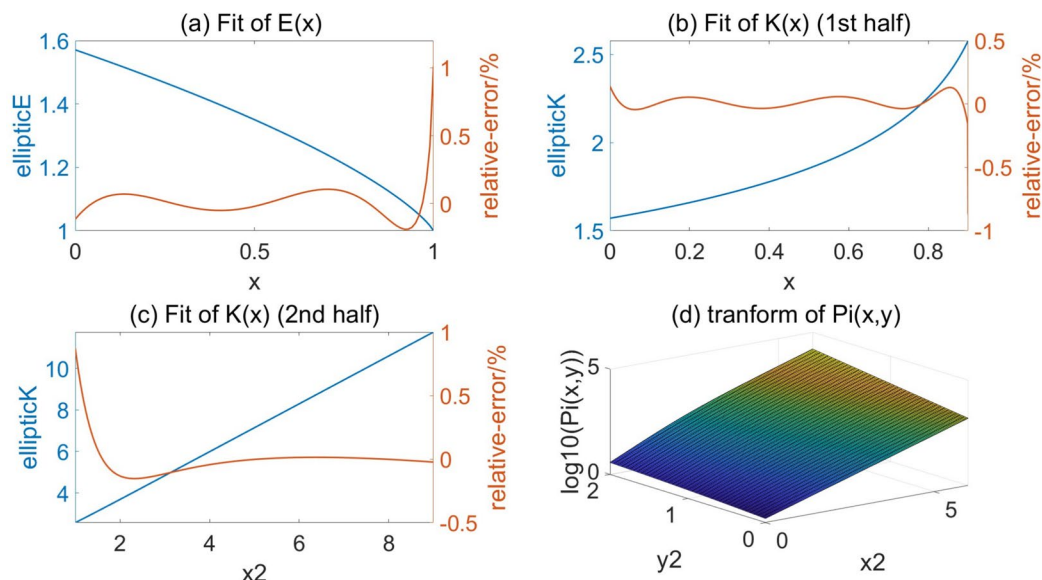 (a) Fit of E(x)
ellipticE
1.6
1.4
1.2
1
0 0.5 1
x
1
0.5
0
relative-error/%
(b) Fit of K(x) (1st half)
ellipticK
2.5
2
1.5
0 0.2 0.4 0.6 0.8
x
0.5
0
-0.5
-1
relative-error/%
(c) Fit of K(x) (2nd half)
ellipticK
10
8
6
4
2 4 6 8
x2
1
0.5
0
-0.5
relative-error/%
(d) tranform of Pi(x,y)
log10(Pi(x,y))
5
0
2
1
0
y2
0
5
x2